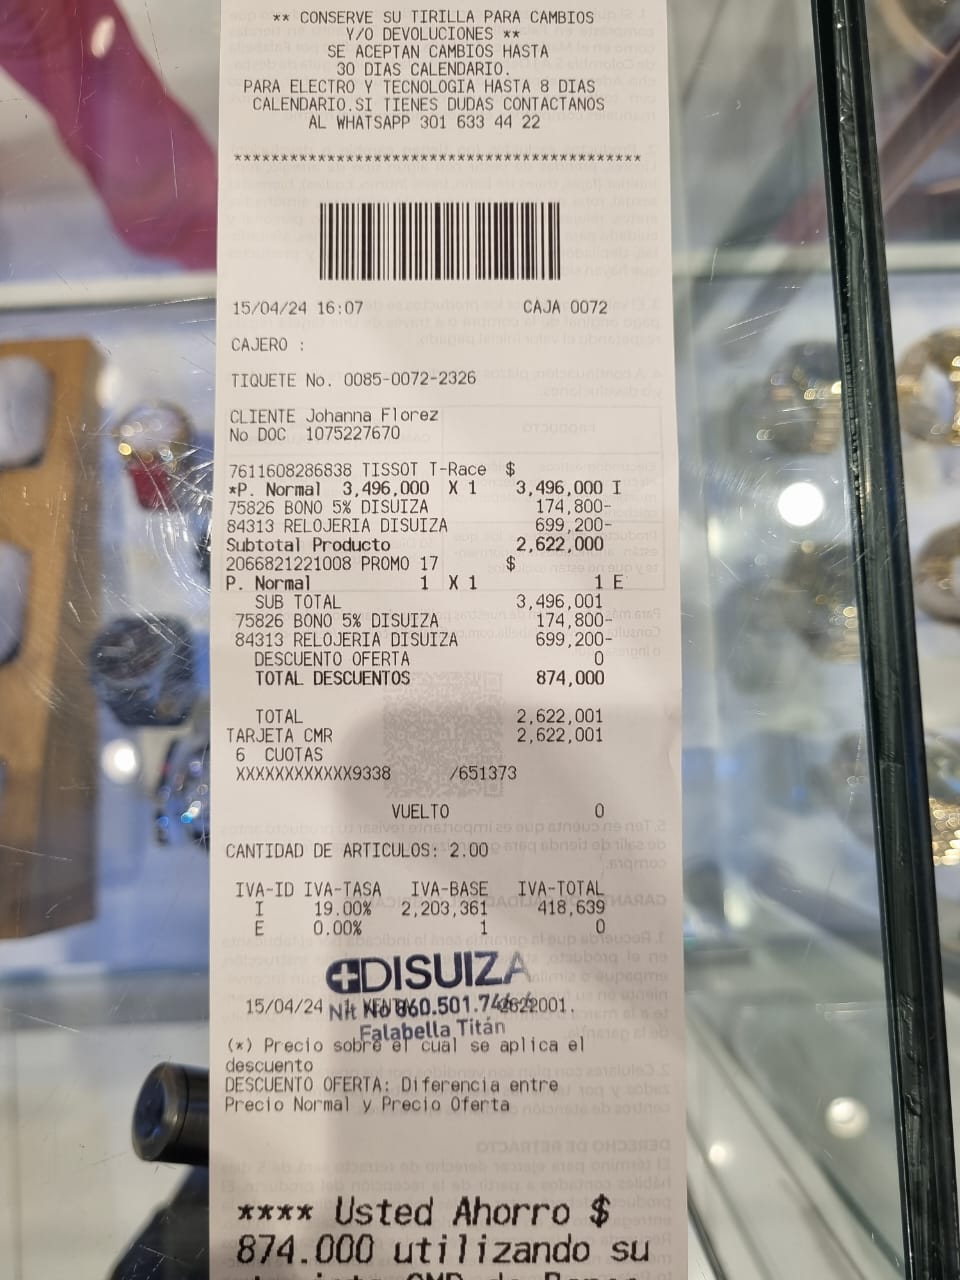 ** CONSERVE SU TIRILLA PARA CAMBIOS
Y/O DEVOLUCIONES **
SE ACEPTAN CAMBIOS HASTA
30 DIAS CALENDARIO.
PARA ELECTRO Y TECNOLOGIA HASTA 8 DIAS
CALENDARIO.SI TIENES DUDAS CONTACTANOS
AL WHATSAPP 301 633 44 22
******************************************
15/04/24 16:07 CAJA 0072
CAJERO :
TIQUETE No. 0085-0072-2326
CLIENTE Johanna Florez
No DOC 1075227670
7611608286838 TISSOT T-Race $
*P. Normal 3,496,000 X 1 3,496,000 I
75826 BONO 5% DISUIZA 174,800-
84313 RELOJERIA DISUIZA 699,200-
Subtotal Producto 2,622,000
2066821221008 PROMO 17 $
P. Normal 1 X 1 1 E
SUB TOTAL 3,496,001
75826 BONO 5% DISUIZA 174,800-
84313 RELOJERIA DISUIZA 699,200-
DESCUENTO OFERTA 0
TOTAL DESCUENTOS 874,000
TOTAL 2,622,001
TARJETA CMR 2,622,001
6 CUOTAS
XXXXXXXXXXXX9338 /651373
VUELTO 0
CANTIDAD DE ARTICULOS: 2.00
IVA-ID IVA-TASA IVA-BASE IVA-TOTAL
I 19.00% 2,203,361 418,639
E 0.00% 1 0
DISUIZA
15/04/24
Nit No 860.501.74
Falabella Titán
(*) Precio sobre el cual se aplica el
descuento
DESCUENTO OFERTA: Diferencia entre
Precio Normal y Precio Oferta
**** Usted Ahorro $
874.000 utilizando su